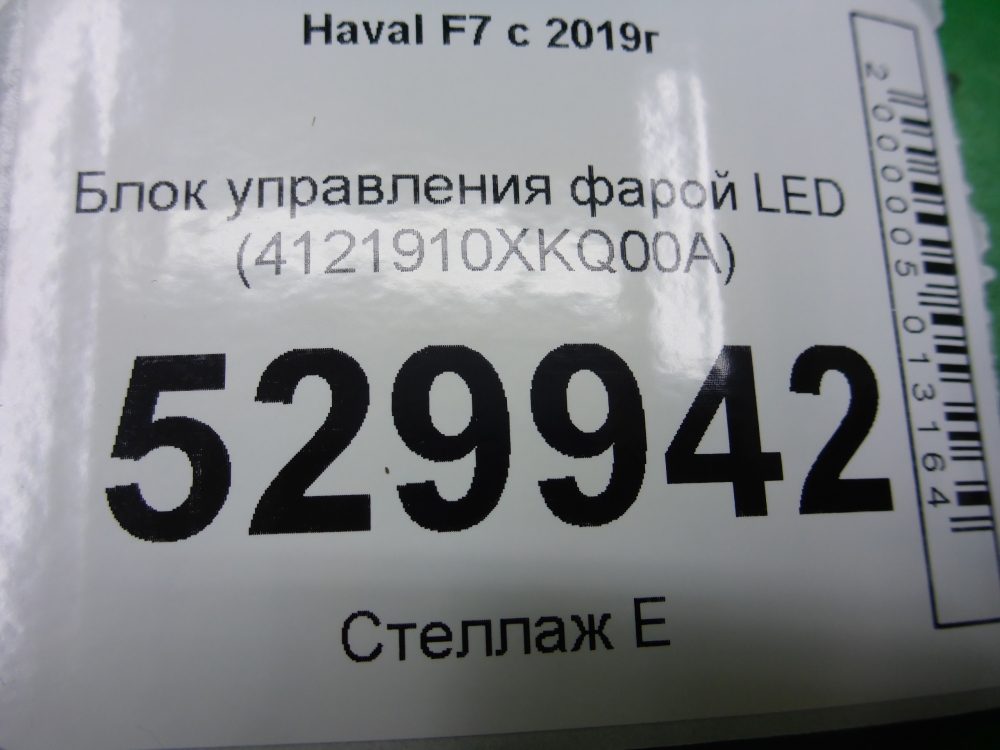 Haval F7 с 2019г
Блок управления фарой LED
(4121910XKQ00A)
529942
Стеллаж Е
2000005013164